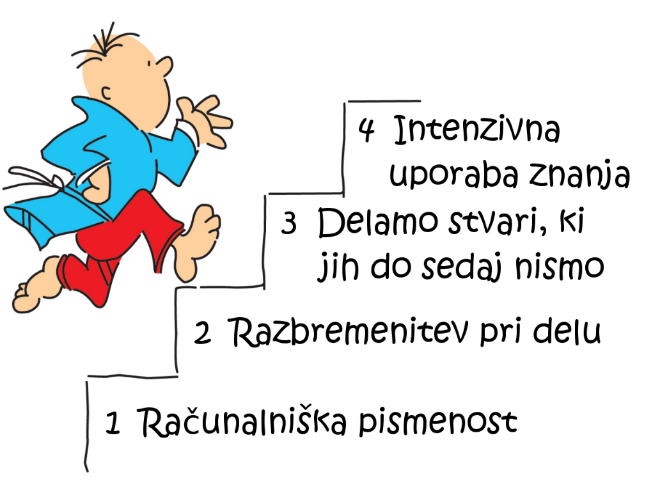 4 Intenzivna
uporaba znanja
3 Delamo stvari, ki
jih do sedaj nismo
2 Razbremenitev pri delu
1 Računalniška pismenost